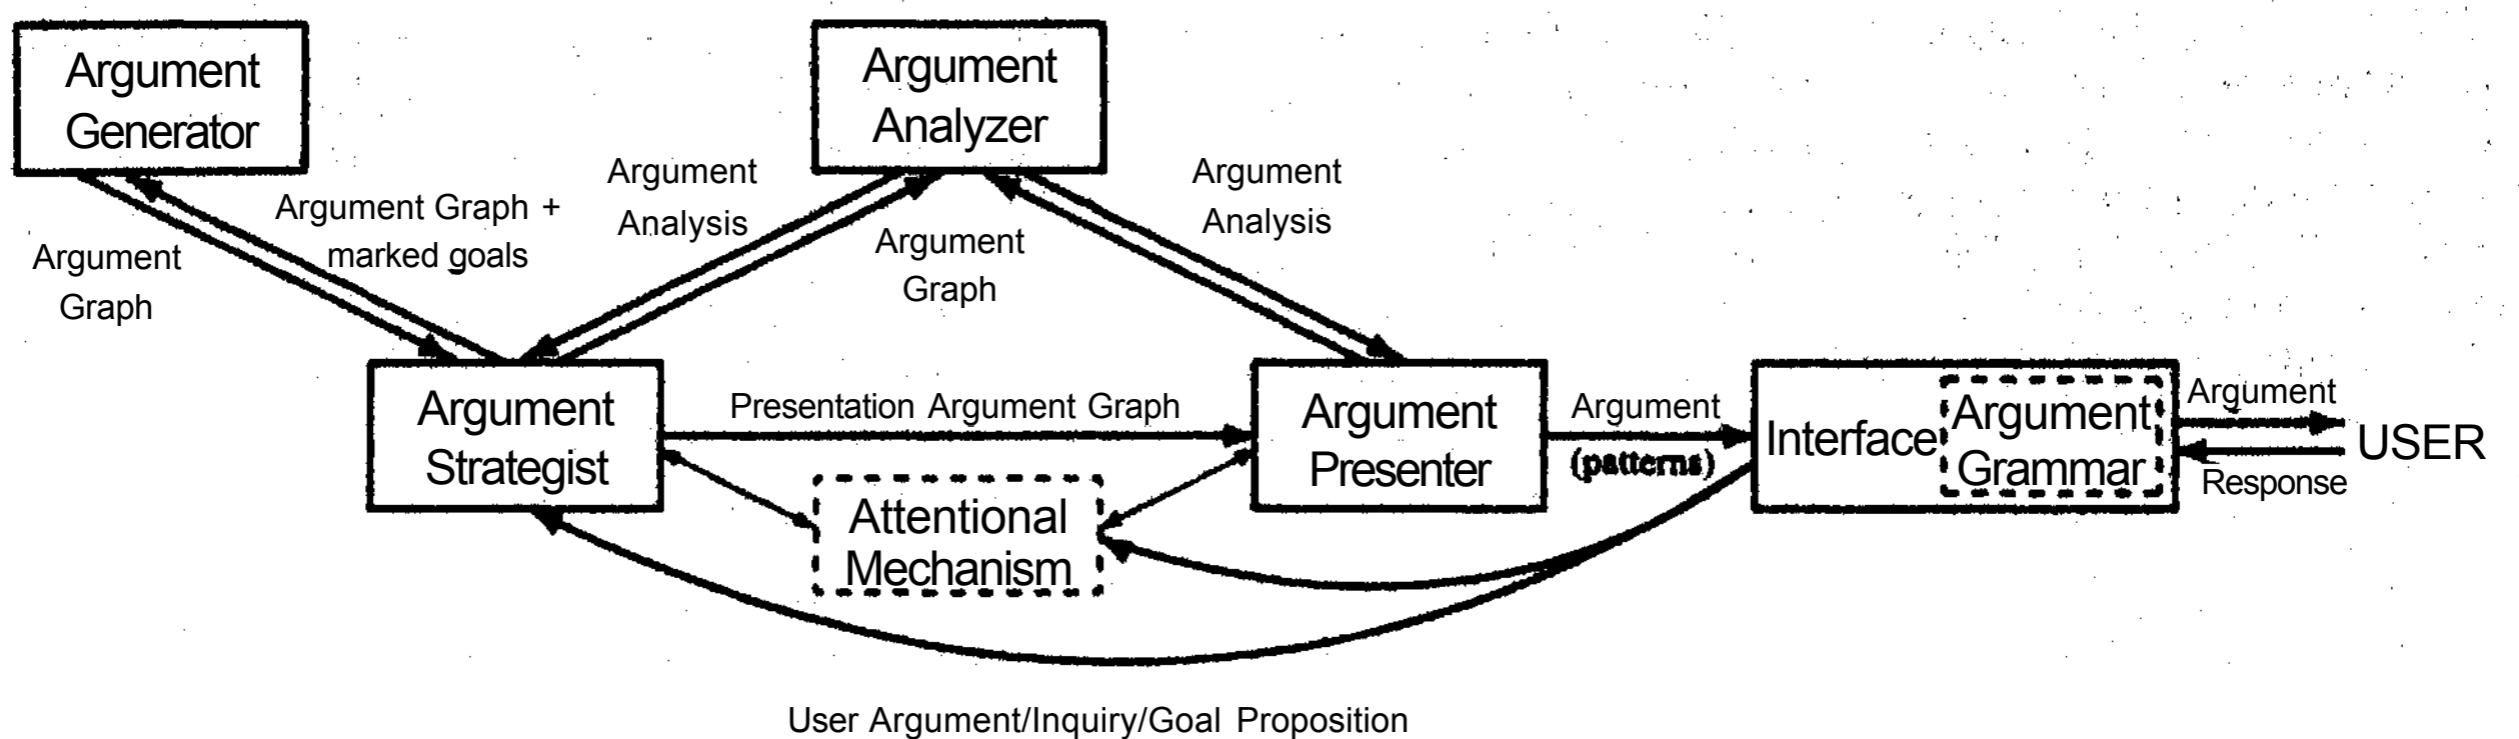 Argument
Generator
Argument
Analyzer
Argument
Graph
Argument Graph +
marked goals
Argument
Analysis
Argument
Graph
Argument
Analysis
Argument
Strategist
Presentation Argument Graph
Attentional
Mechanism
Argument
Presenter
Argument
(patterns)
Interface
Argument
Grammar
Argument
Response
USER
User Argument/Inquiry/Goal Proposition